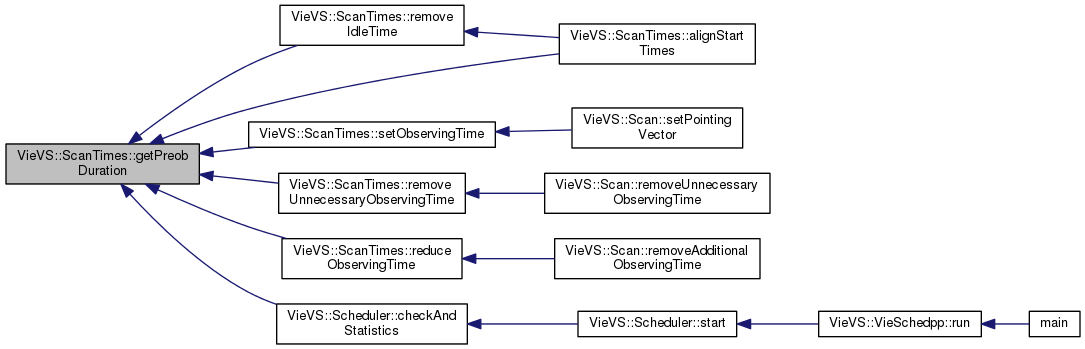 VieVS::ScanTimes::remove
IdleTime
VieVS::ScanTimes::alignStart
Times
VieVS::ScanTimes::getPreob
Duration
VieVS::ScanTimes::setObservingTime
VieVS::Scan::setPointing
Vector
VieVS::ScanTimes::remove
UnnecessaryObservingTime
VieVS::Scan::removeUnnecessary
ObservingTime
VieVS::ScanTimes::reduce
ObservingTime
VieVS::Scan::removeAdditional
ObservingTime
VieVS::Scheduler::checkAnd
Statistics
VieVS::Scheduler::start
VieVS::VieSchedpp::run
main